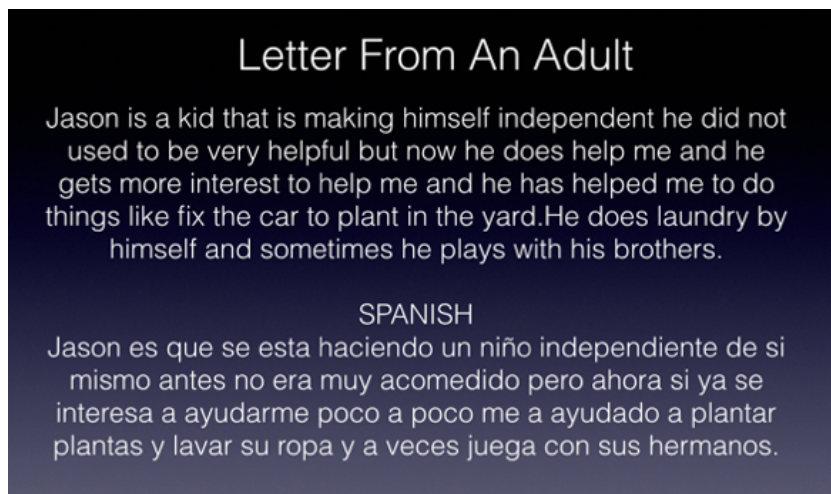 Letter From An Adult
Jason is a kid that is making himself independent he did not
used to be very helpful but now he does help me and he
gets more interest to help me and he has helped me to do
things like fix the car to plant in the yard.He does laundry by
himself and sometimes he plays with his brothers.
SPANISH
Jason es que se esta haciendo un niño independiente de si
mismo antes no era muy acomedido pero ahora si ya se
interesa a ayudarme poco a poco me a ayudado a plantar
plantas y lavar su ropa y a veces juega con sus hermanos.